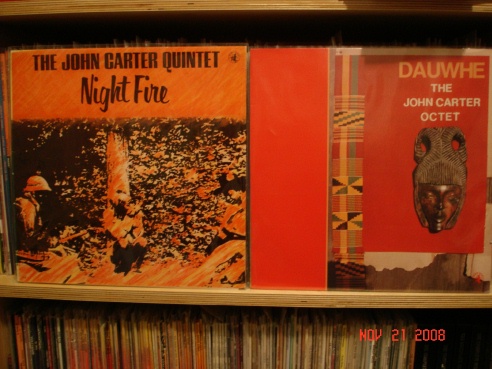 THE JOHN CARTER QUINTET
Night Fire
DAUWHE
THE
JOHN CARTER
OCTET
NOV 21 2008